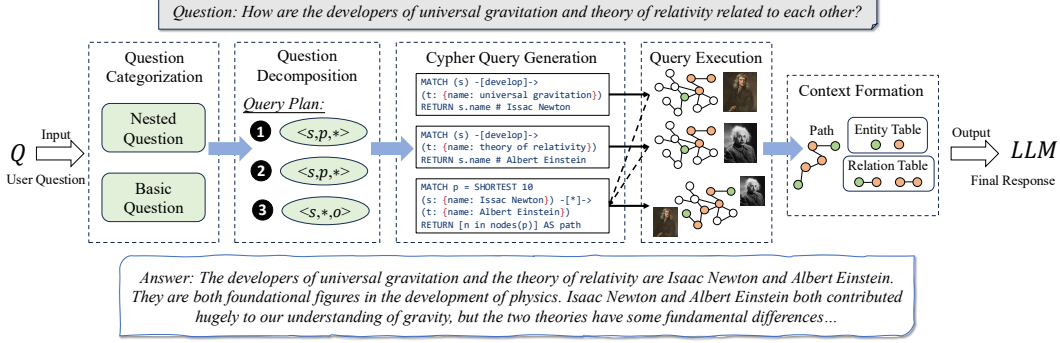 Question: How are the developers of universal gravitation and theory of relativity related to each other?
Question
Categorization
Nested
Question
Basic
Question
Q
Input
User Question
Question
Decomposition
Query Plan:
1 <s,p,*>
2 <s,p,*>
3 <s,*,o>
Cypher Query Generation
MATCH (s) -[develop]->
(t: {name: universal gravitation})
RETURN s.name # Issac Newton
MATCH (s) -[develop]->
(t: {name: theory of relativity})
RETURN s.name # Albert Einstein
MATCH p = SHORTEST 10
(s: {name: Issac Newton}) -[*]->
(t: {name: Albert Einstein})
RETURN [n in nodes(p)] AS path
Query Execution
Context Formation
Path
Entity Table
Relation Table
Output
LLM
Final Response
Answer: The developers of universal gravitation and the theory of relativity are Isaac Newton and Albert Einstein.
They are both foundational figures in the development of physics. Isaac Newton and Albert Einstein both contributed
hugely to our understanding of gravity, but the two theories have some fundamental differences…